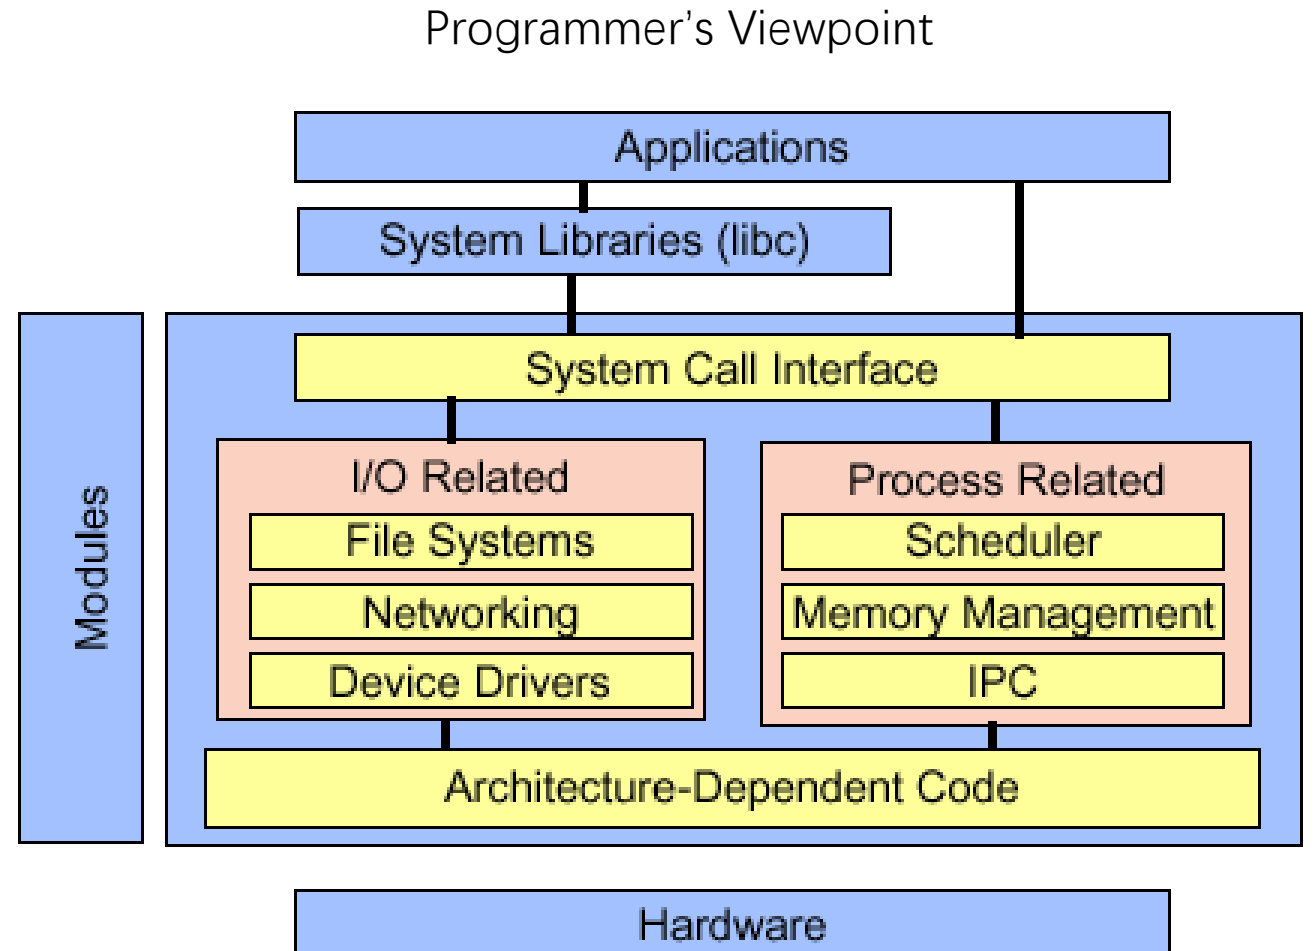 Programmer’s Viewpoint
Applications
System Libraries (libc)
Modules
System Call Interface
I/O Related
File Systems
Networking
Device Drivers
Process Related
Scheduler
Memory Management
IPC
Architecture-Dependent Code
Hardware